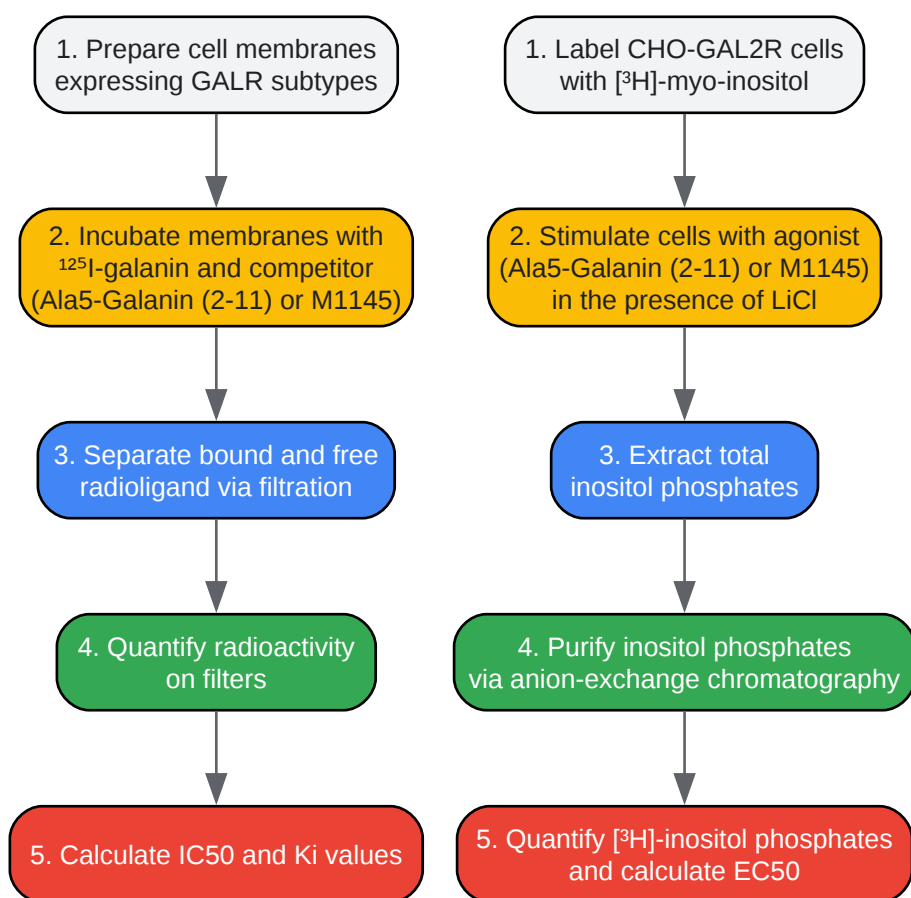 1. Prepare cell membranes
expressing GALR subtypes
2. Incubate membranes with
¹²⁵I-galanin and competitor
(Ala5-Galanin (2-11) or M1145)
3. Separate bound and free
radioligand via filtration
4. Quantify radioactivity
on filters
5. Calculate IC50 and Ki values
1. Label CHO-GAL2R cells
with [³H]-myo-inositol
2. Stimulate cells with agonist
(Ala5-Galanin (2-11) or M1145)
in the presence of LiCl
3. Extract total
inositol phosphates
4. Purify inositol phosphates
via anion-exchange chromatography
5. Quantify [³H]-inositol phosphates
and calculate EC50